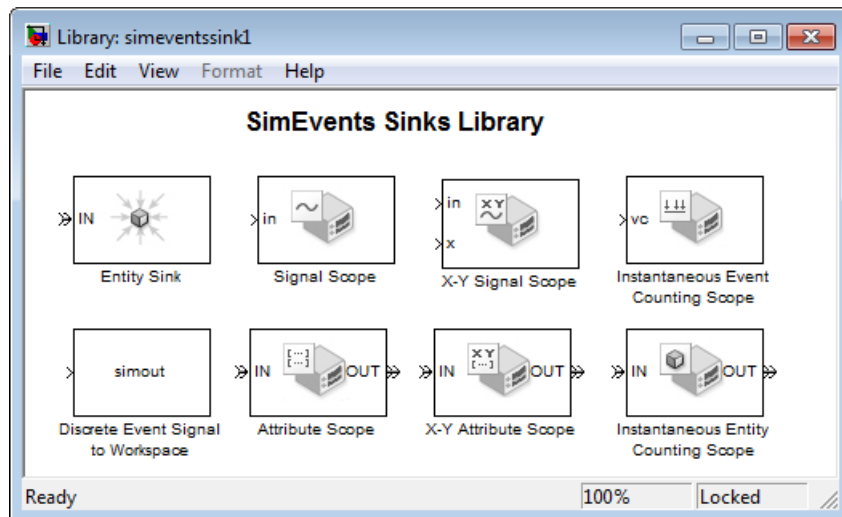 Library: simeventssink1
File Edit View Format Help
SimEvents Sinks Library
IN
Entity Sink
in
Signal Scope
in
XY
x
X-Y Signal Scope
vc
Instantaneous Event
Counting Scope
simout
Discrete Event Signal
to Workspace
IN [...] OUT
[...]
Attribute Scope
IN XY OUT
[...]
X-Y Attribute Scope
IN OUT
Instantaneous Entity
Counting Scope
Ready 100% Locked